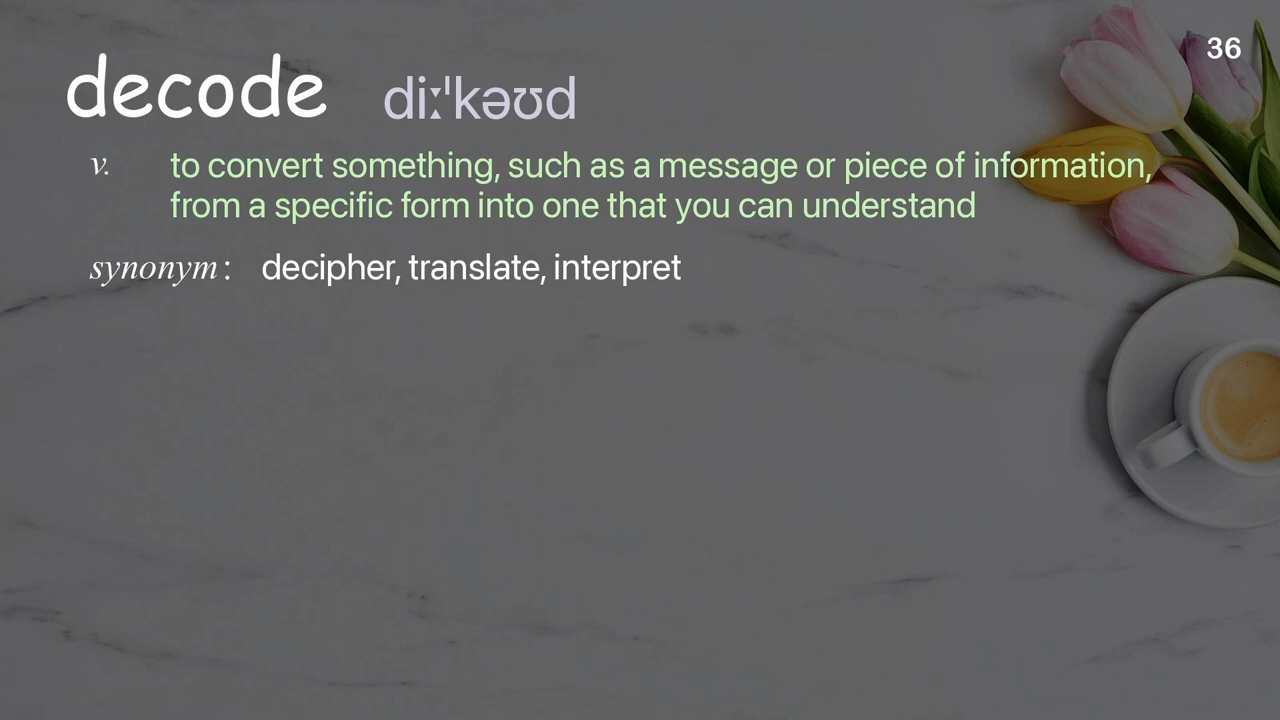 36
decode diːˈkəʊd
v. to convert something, such as a message or piece of information,
from a specific form into one that you can understand
synonym : decipher, translate, interpret